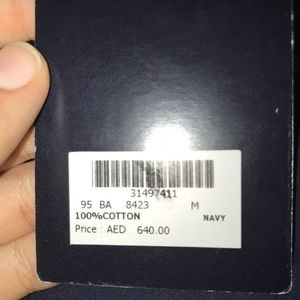 31497411
95 BA 8423 M
100%COTTON NAVY
Price : AED 640.00